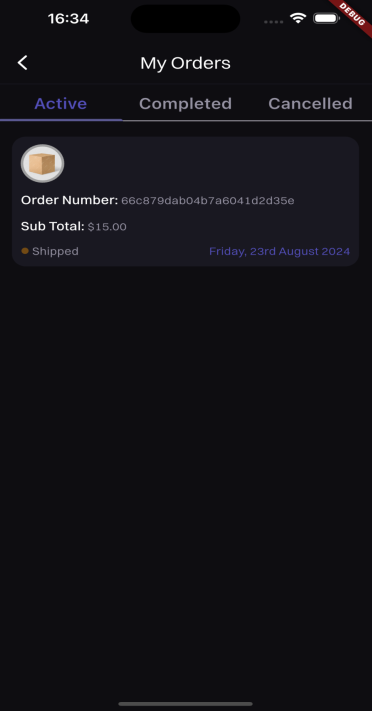 16:34
DEBUG
My Orders
Active Completed Cancelled
Order Number: 66c879dab04b7a6041d2d35e
Sub Total: $15.00
Shipped Friday, 23rd August 2024